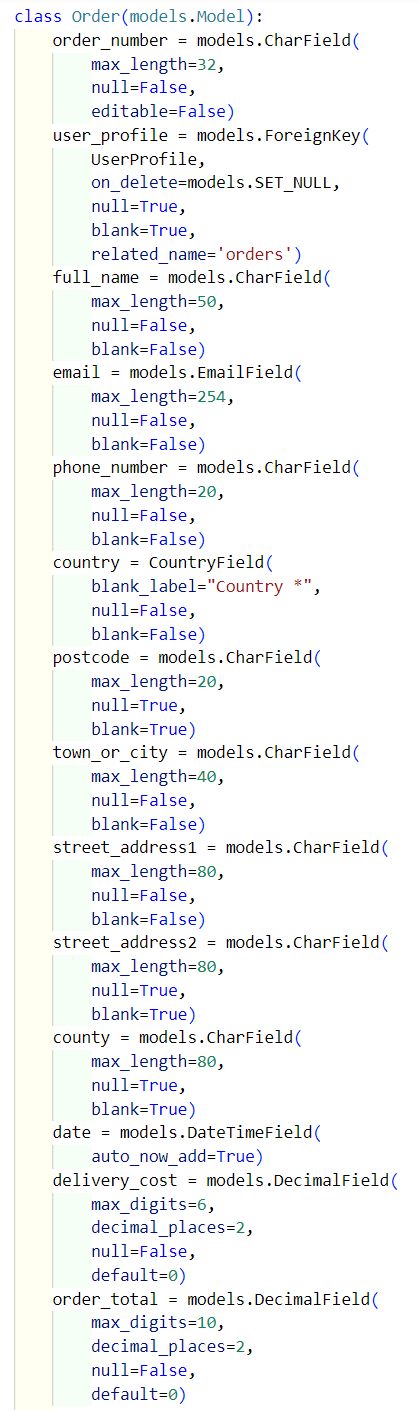 class Order(models.Model):
    order_number = models.CharField(
        max_length=32,
        null=False,
        editable=False)
    user_profile = models.ForeignKey(
        UserProfile,
        on_delete=models.SET_NULL,
        null=True,
        blank=True,
        related_name='orders')
    full_name = models.CharField(
        max_length=50,
        null=False,
        blank=False)
    email = models.EmailField(
        max_length=254,
        null=False,
        blank=False)
    phone_number = models.CharField(
        max_length=20,
        null=False,
        blank=False)
    country = CountryField(
        blank_label="Country *",
        null=False,
        blank=False)
    postcode = models.CharField(
        max_length=20,
        null=True,
        blank=True)
    town_or_city = models.CharField(
        max_length=40,
        null=False,
        blank=False)
    street_address1 = models.CharField(
        max_length=80,
        null=False,
        blank=False)
    street_address2 = models.CharField(
        max_length=80,
        null=True,
        blank=True)
    county = models.CharField(
        max_length=80,
        null=True,
        blank=True)
    date = models.DateTimeField(
        auto_now_add=True)
    delivery_cost = models.DecimalField(
        max_digits=6,
        decimal_places=2,
        null=False,
        default=0)
    order_total = models.DecimalField(
        max_digits=10,
        decimal_places=2,
        null=False,
        default=0)